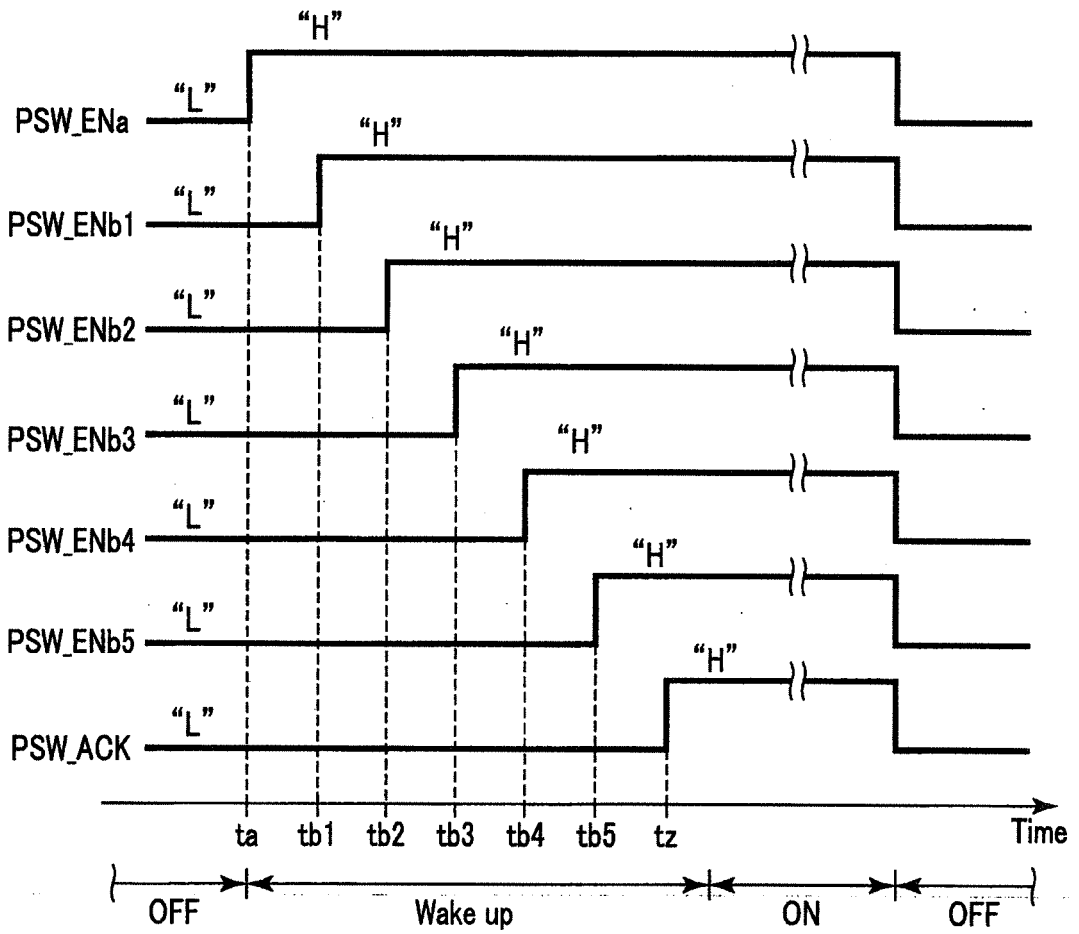 “H”
“L”
PSW_ENa
“H”
“L”
PSW_ENb1
“H”
“L”
PSW_ENb2
“H”
“L”
PSW_ENb3
“H”
“L”
PSW_ENb4
“H”
“L”
PSW_ENb5
“H”
“L”
PSW_ACK
ta tb1 tb2 tb3 tb4 tb5 tz Time
OFF Wake up ON OFF